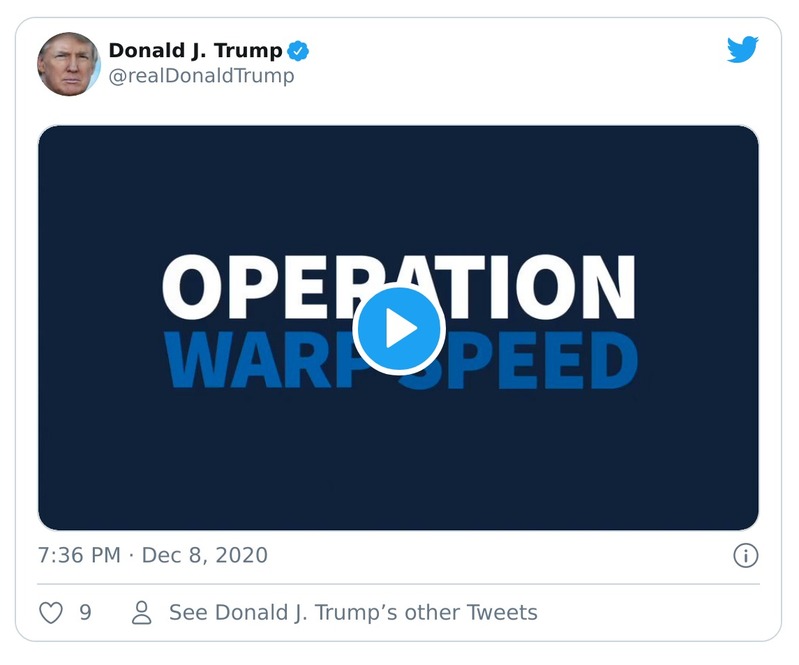 Donald J. Trump
@realDonaldTrump
OPERATION
WARP SPEED
7:36 PM · Dec 8, 2020
9
See Donald J. Trump’s other Tweets